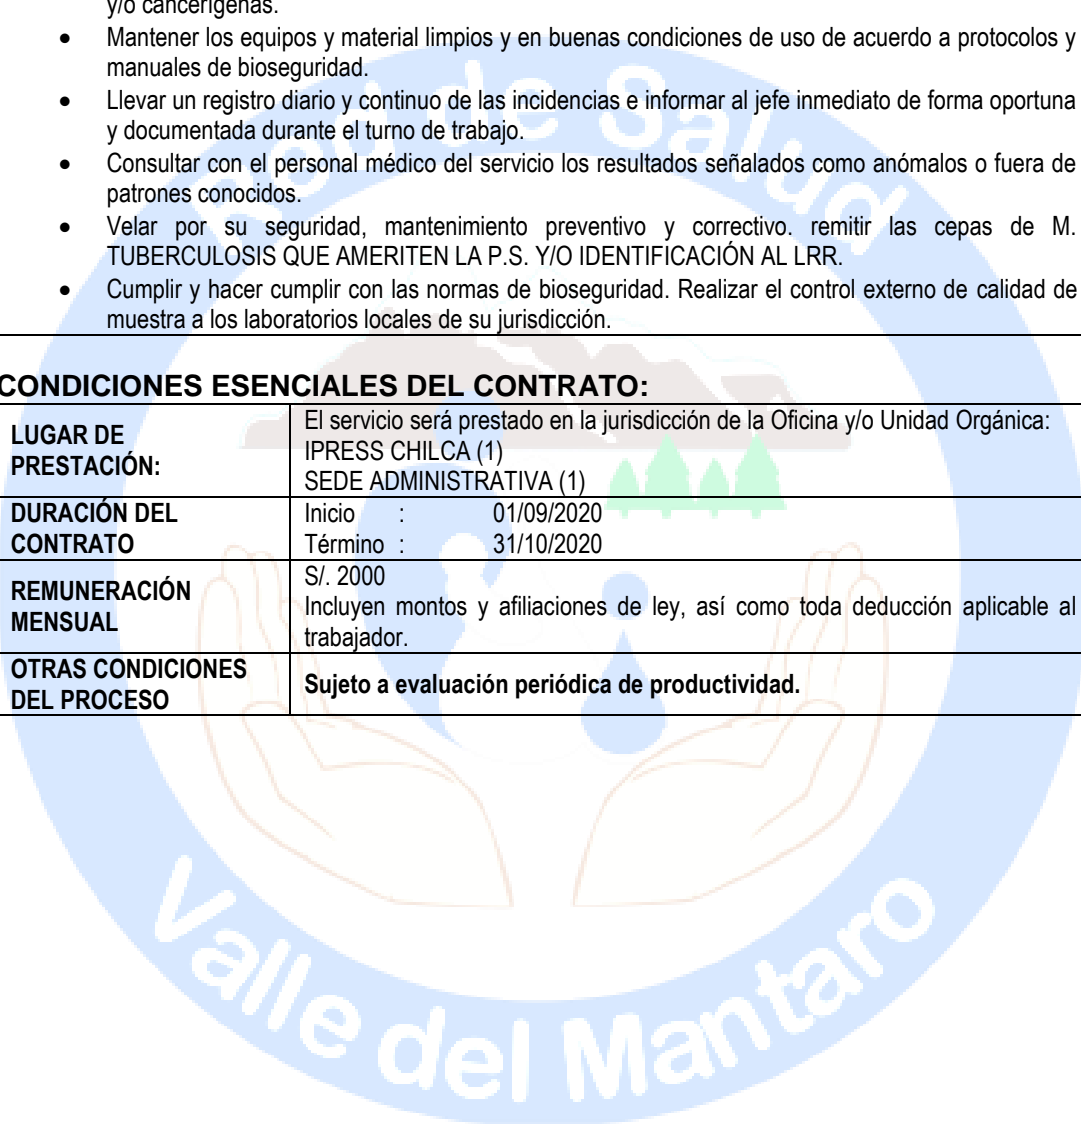 y/o cancerígenas.
• Mantener los equipos y material limpios y en buenas condiciones de uso de acuerdo a protocolos y
manuales de bioseguridad.
• Llevar un registro diario y continuo de las incidencias e informar al jefe inmediato de forma oportuna
y documentada durante el turno de trabajo.
• Consultar con el personal médico del servicio los resultados señalados como anómalos o fuera de
patrones conocidos.
• Velar por su seguridad, mantenimiento preventivo y correctivo. remitir las cepas de M.
TUBERCULOSIS QUE AMERITEN LA P.S. Y/O IDENTIFICACIÓN AL LRR.
• Cumplir y hacer cumplir con las normas de bioseguridad. Realizar el control externo de calidad de
muestra a los laboratorios locales de su jurisdicción.
CONDICIONES ESENCIALES DEL CONTRATO:
LUGAR DE
PRESTACIÓN:
El servicio será prestado en la jurisdicción de la Oficina y/o Unidad Orgánica:
IPRESS CHILCA (1)
SEDE ADMINISTRATIVA (1)
DURACIÓN DEL
CONTRATO
Inicio : 01/09/2020
Término : 31/10/2020
REMUNERACIÓN
MENSUAL
S/. 2000
Incluyen montos y afiliaciones de ley, así como toda deducción aplicable al
trabajador.
OTRAS CONDICIONES
DEL PROCESO
Sujeto a evaluación periódica de productividad.
Red de Salud
Valle del Mantaro